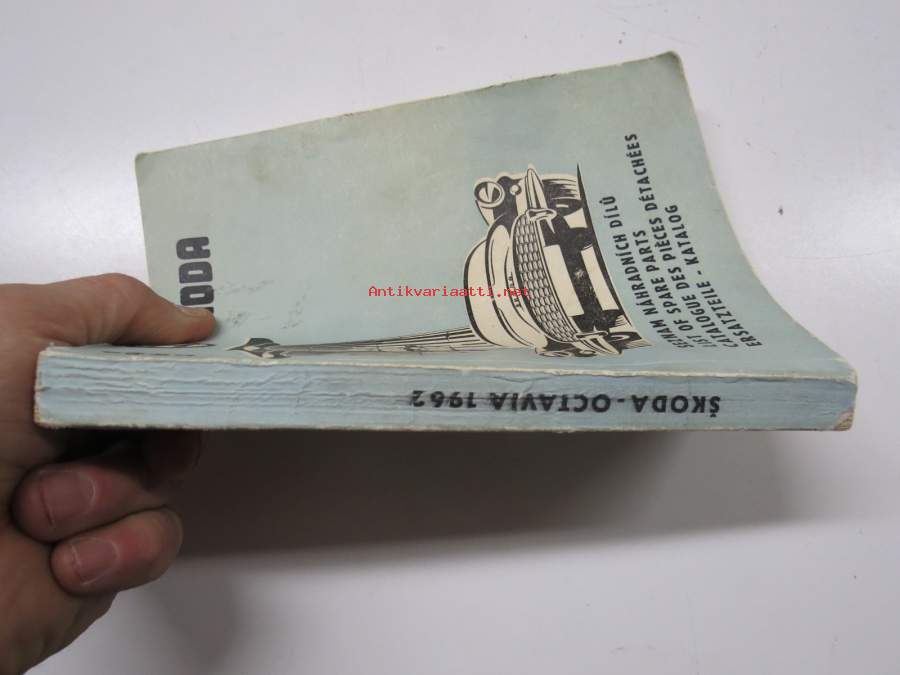 ODA
SEZNAM NÁHRADNÍCH DÍLŮ
LIST OF SPARE PARTS
CATALOGUE DES PIÈCES DÉTACHÉES
ERSATZTEILE - KATALOG
ŠKODA - OCTAVIA 1962
Antikvariaatti.net